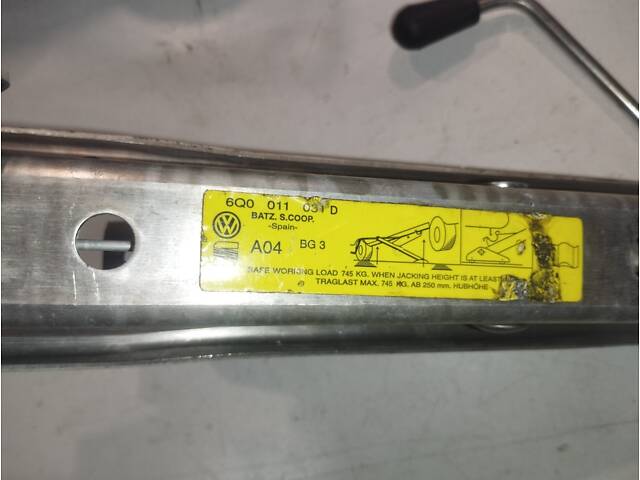 6Q0 011 031 D
BATZ. S.COOP.
-Spain-
A04 BG 3
SAFE WORKING LOAD 745 KG. WHEN JACKING HEIGHT IS AT LEAST
TRAGLAST MAX. 745 KG. AB 250 mm. HUBHÖHE